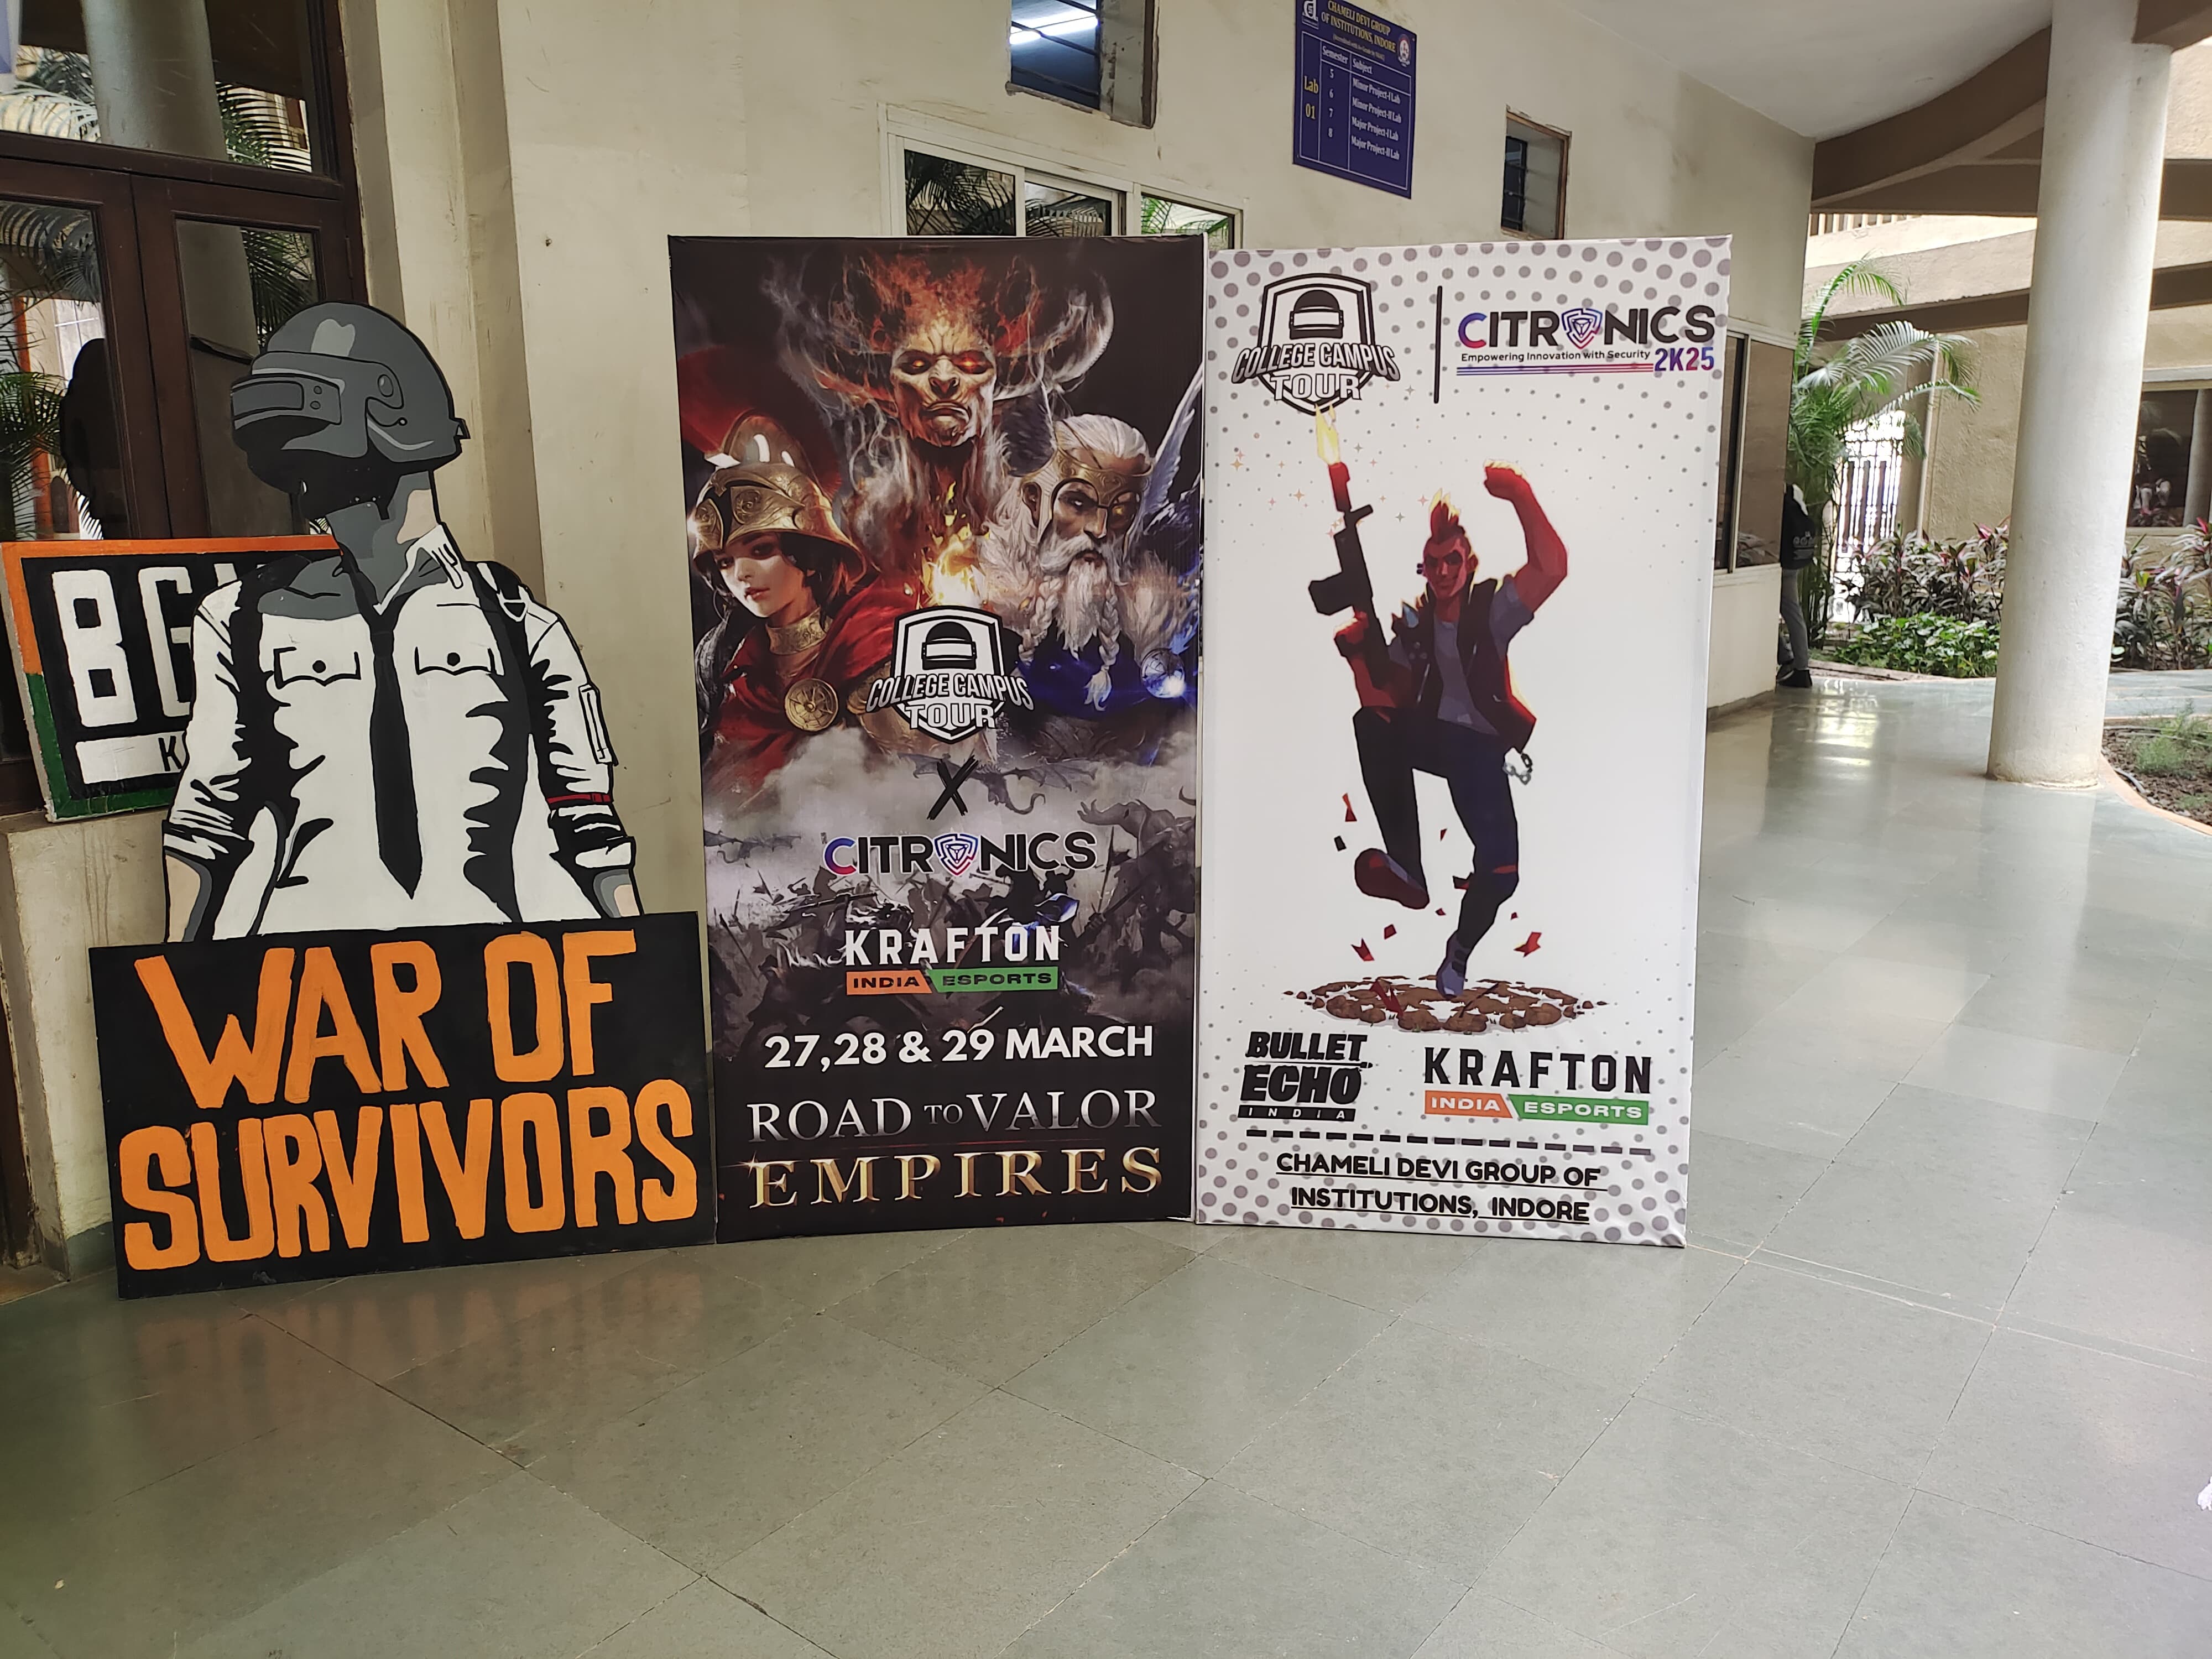 CHAMELI DEVI GROUP
OF INSTITUTIONS, INDORE
Semester Subject
Lab 01
5 Minor Project-I Lab
6 Minor Project-II Lab
7 Major Project-I Lab
8 Major Project-II Lab
K
WAR OF
SURVIVORS
COLLEGE CAMPUS
TOUR
X
CITRONICS
KRAFTON
INDIA ESPORTS
27,28 & 29 MARCH
ROAD TO VALOR
EMPIRES
COLLEGE CAMPUS
TOUR
CITRONICS
Empowering Innovation with Security 2K25
BULLET
ECHO
INDIA
KRAFTON
INDIA ESPORTS
CHAMELI DEVI GROUP OF
INSTITUTIONS, INDORE